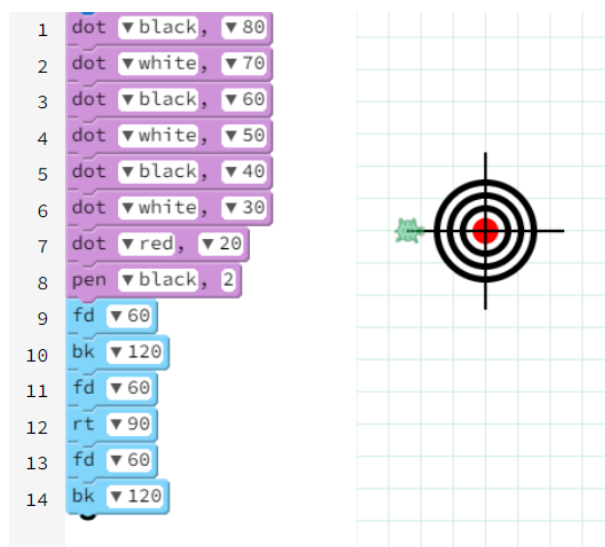 1 dot ▼black, ▼80
2 dot ▼white, ▼70
3 dot ▼black, ▼60
4 dot ▼white, ▼50
5 dot ▼black, ▼40
6 dot ▼white, ▼30
7 dot ▼red, ▼20
8 pen ▼black, 2
9 fd ▼60
10 bk ▼120
11 fd ▼60
12 rt ▼90
13 fd ▼60
14 bk ▼120